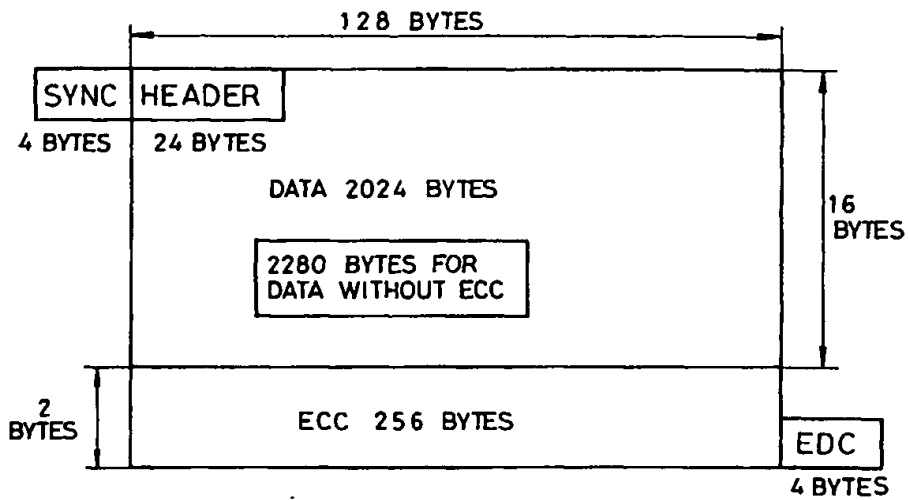 128 BYTES
SYNC HEADER
4 BYTES 24 BYTES
DATA 2024 BYTES
16
BYTES
2280 BYTES FOR
DATA WITHOUT ECC
2
BYTES
ECC 256 BYTES
EDC
4 BYTES